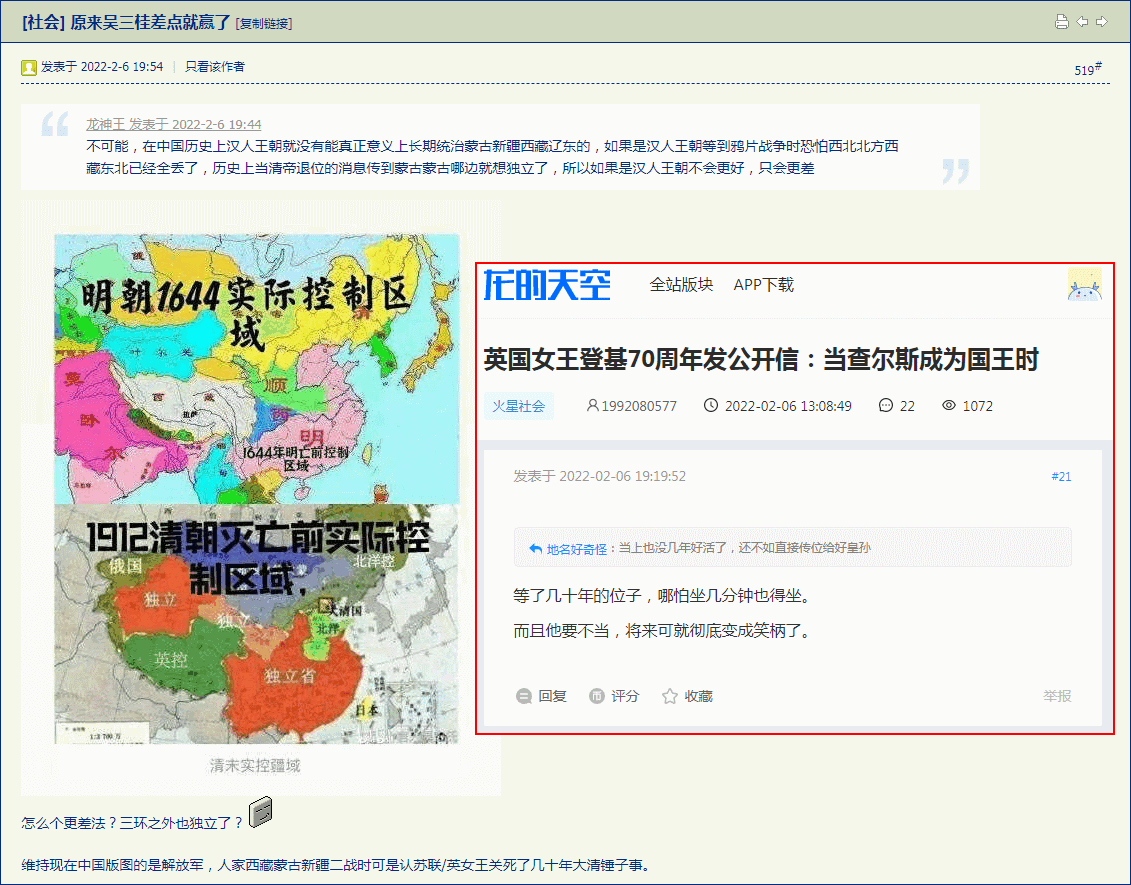 [社会] 原来吴三桂差点就赢了 [复制链接]
发表于 2022-2-6 19:54 | 只看该作者
519#
龙神王 发表于 2022-2-6 19:44
不可能，在中国历史上汉人王朝就没有能真正意义上长期统治蒙古新疆西藏辽东的，如果是汉人王朝等到鸦片战争时恐怕西北北方西
藏东北已经全丢了，历史上当清帝退位的消息传到蒙古蒙古哪边就想独立了，所以如果是汉人王朝不会更好，只会更差
俄
明朝1644实际控制区
域
叶尔羌
青
顺
西
藏
西
莫
卧
尔
明
1644年明亡前控制
区域
1912清朝灭亡前实际控
制区域，
俄国
北洋控
独立
独立
大清国
北洋
英控
独立省
日本
清末实控疆域
龙的天空
全站版块 APP下载
英国女王登基70周年发公开信：当查尔斯成为国王时
火星社会 1992080577 2022-02-06 13:08:49 22 1072
发表于 2022-02-06 19:19:52
#21
地名好奇怪：当上也没几年好活了，还不如直接传位给好皇孙
等了几十年的位子，哪怕坐几分钟也得坐。
而且他要不当，将来可就彻底变成笑柄了。
回复 评分 收藏 举报
怎么个更差法？三环之外也独立了？
维持现在中国版图的是解放军，人家西藏蒙古新疆二战时可是认苏联/英女王关死了几十年大清锤子事。